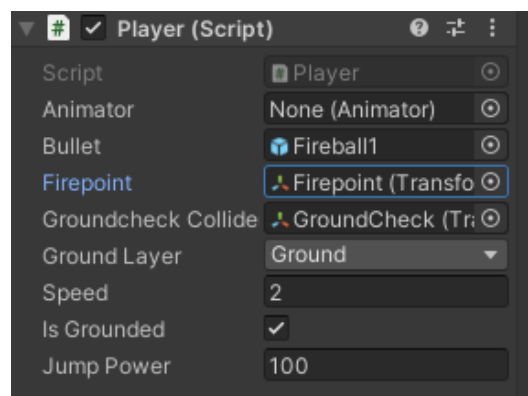 # Player (Script)
Script Player
Animator None (Animator)
Bullet Fireball1
Firepoint Firepoint (Transfo
Groundcheck Collide GroundCheck (Tra
Ground Layer Ground
Speed 2
Is Grounded
Jump Power 100